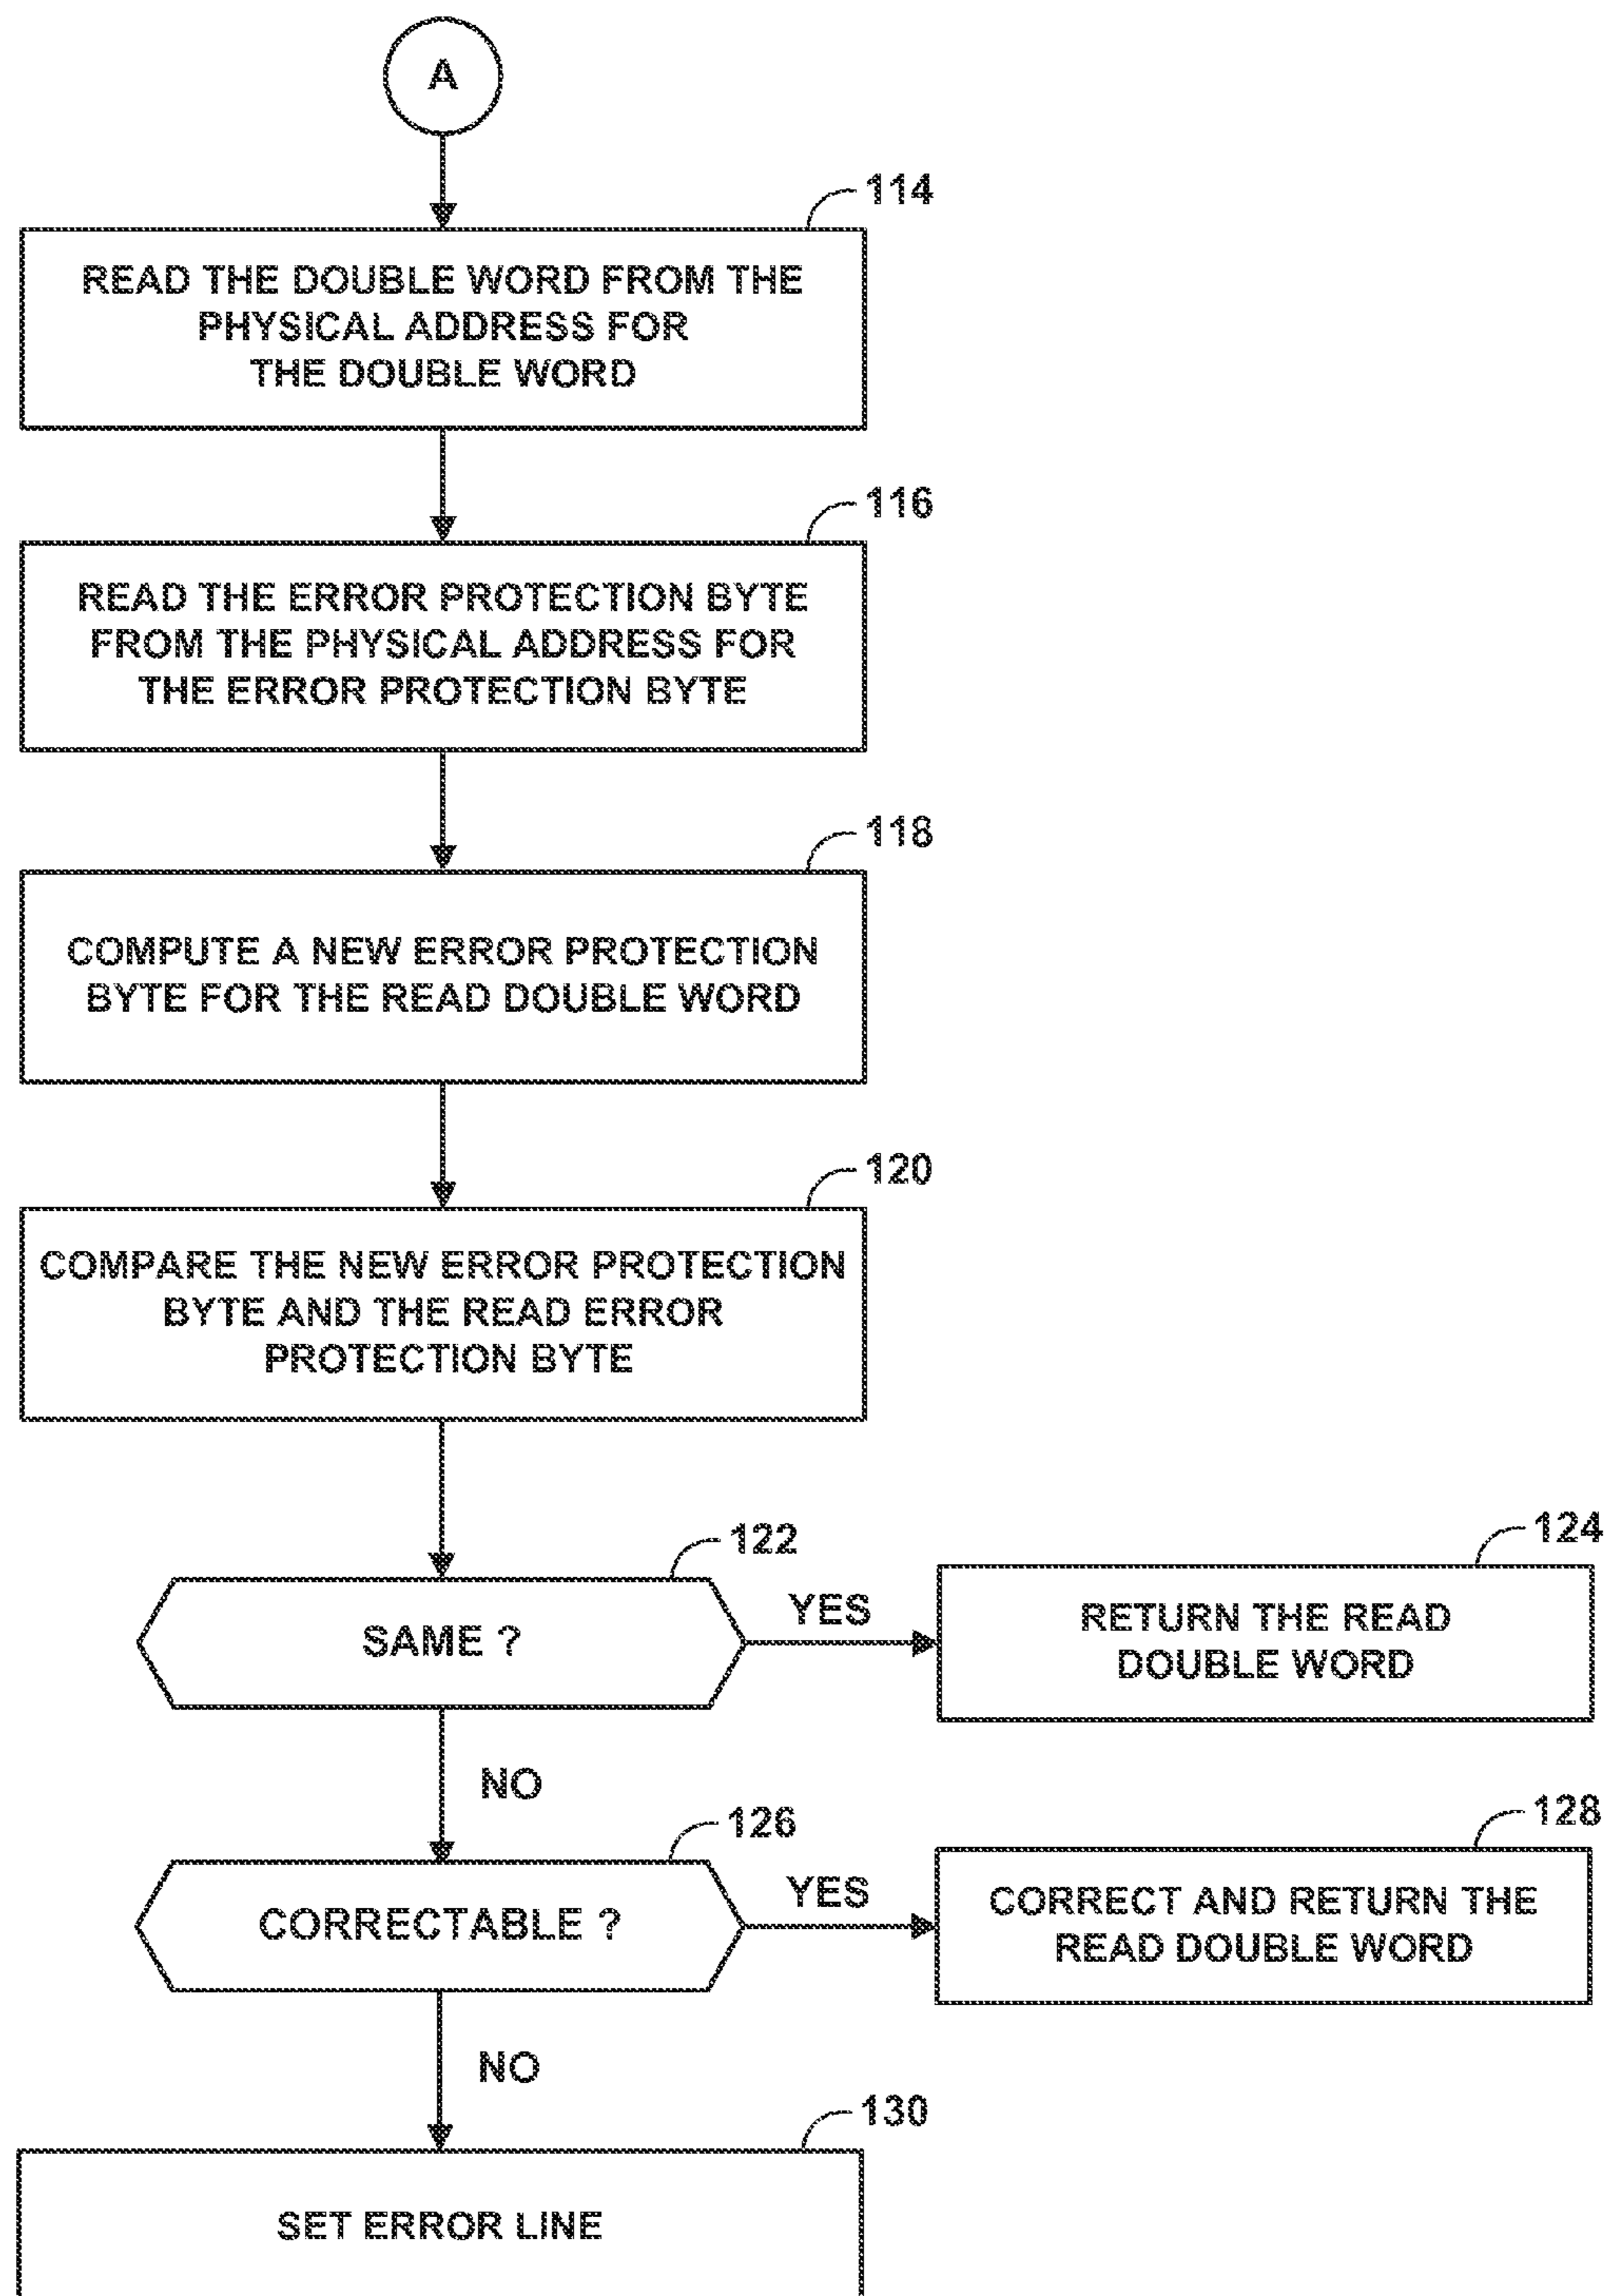 A
114
READ THE DOUBLE WORD FROM THE
PHYSICAL ADDRESS FOR
THE DOUBLE WORD
116
READ THE ERROR PROTECTION BYTE
FROM THE PHYSICAL ADDRESS FOR
THE ERROR PROTECTION BYTE
118
COMPUTE A NEW ERROR PROTECTION
BYTE FOR THE READ DOUBLE WORD
120
COMPARE THE NEW ERROR PROTECTION
BYTE AND THE READ ERROR
PROTECTION BYTE
122
SAME ?
YES
124
RETURN THE READ
DOUBLE WORD
NO
126
CORRECTABLE ?
YES
128
CORRECT AND RETURN THE
READ DOUBLE WORD
NO
130
SET ERROR LINE